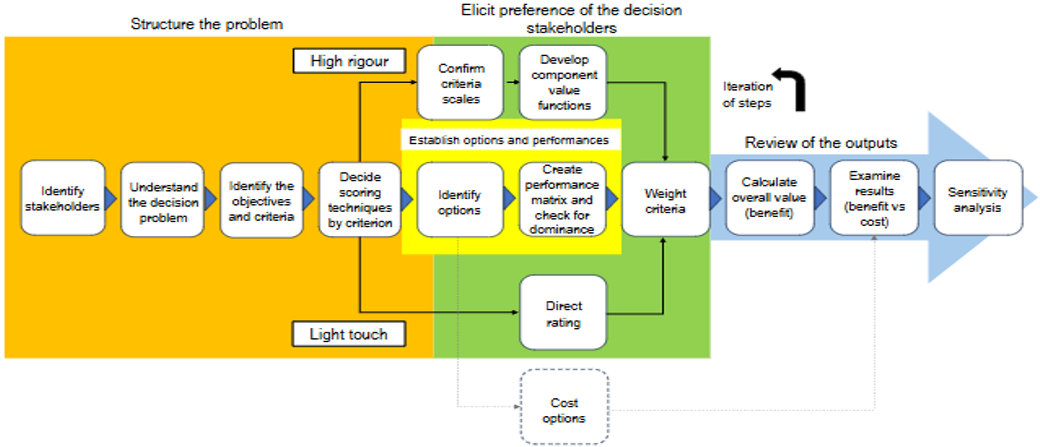 Structure the problem
Elicit preference of the decision
stakeholders
High rigour
Confirm
criteria
scales
Develop
component
value
functions
Iteration
of steps
Establish options and performances
Review of the outputs
Identify
stakeholders
Understand
the decision
problem
Identify the
objectives
and criteria
Decide
scoring
techniques
by criterion
Identify
options
Create
performance
matrix and
check for
dominance
Weight
criteria
Calculate
overall value
(benefit)
Examine
results
(benefit vs
cost)
Sensitivity
analysis
Light touch
Direct
rating
Cost
options